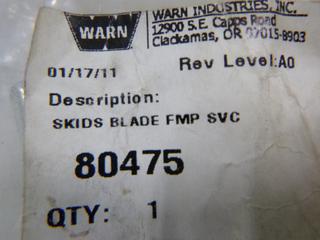 WARN INDUSTRIES, INC.
12900 S.E. Capps Road
Clackamas, OR 97015-8903
WARN
01/17/11 Rev Level:A0
Description:
SKIDS BLADE FMP SVC
80475
QTY: 1